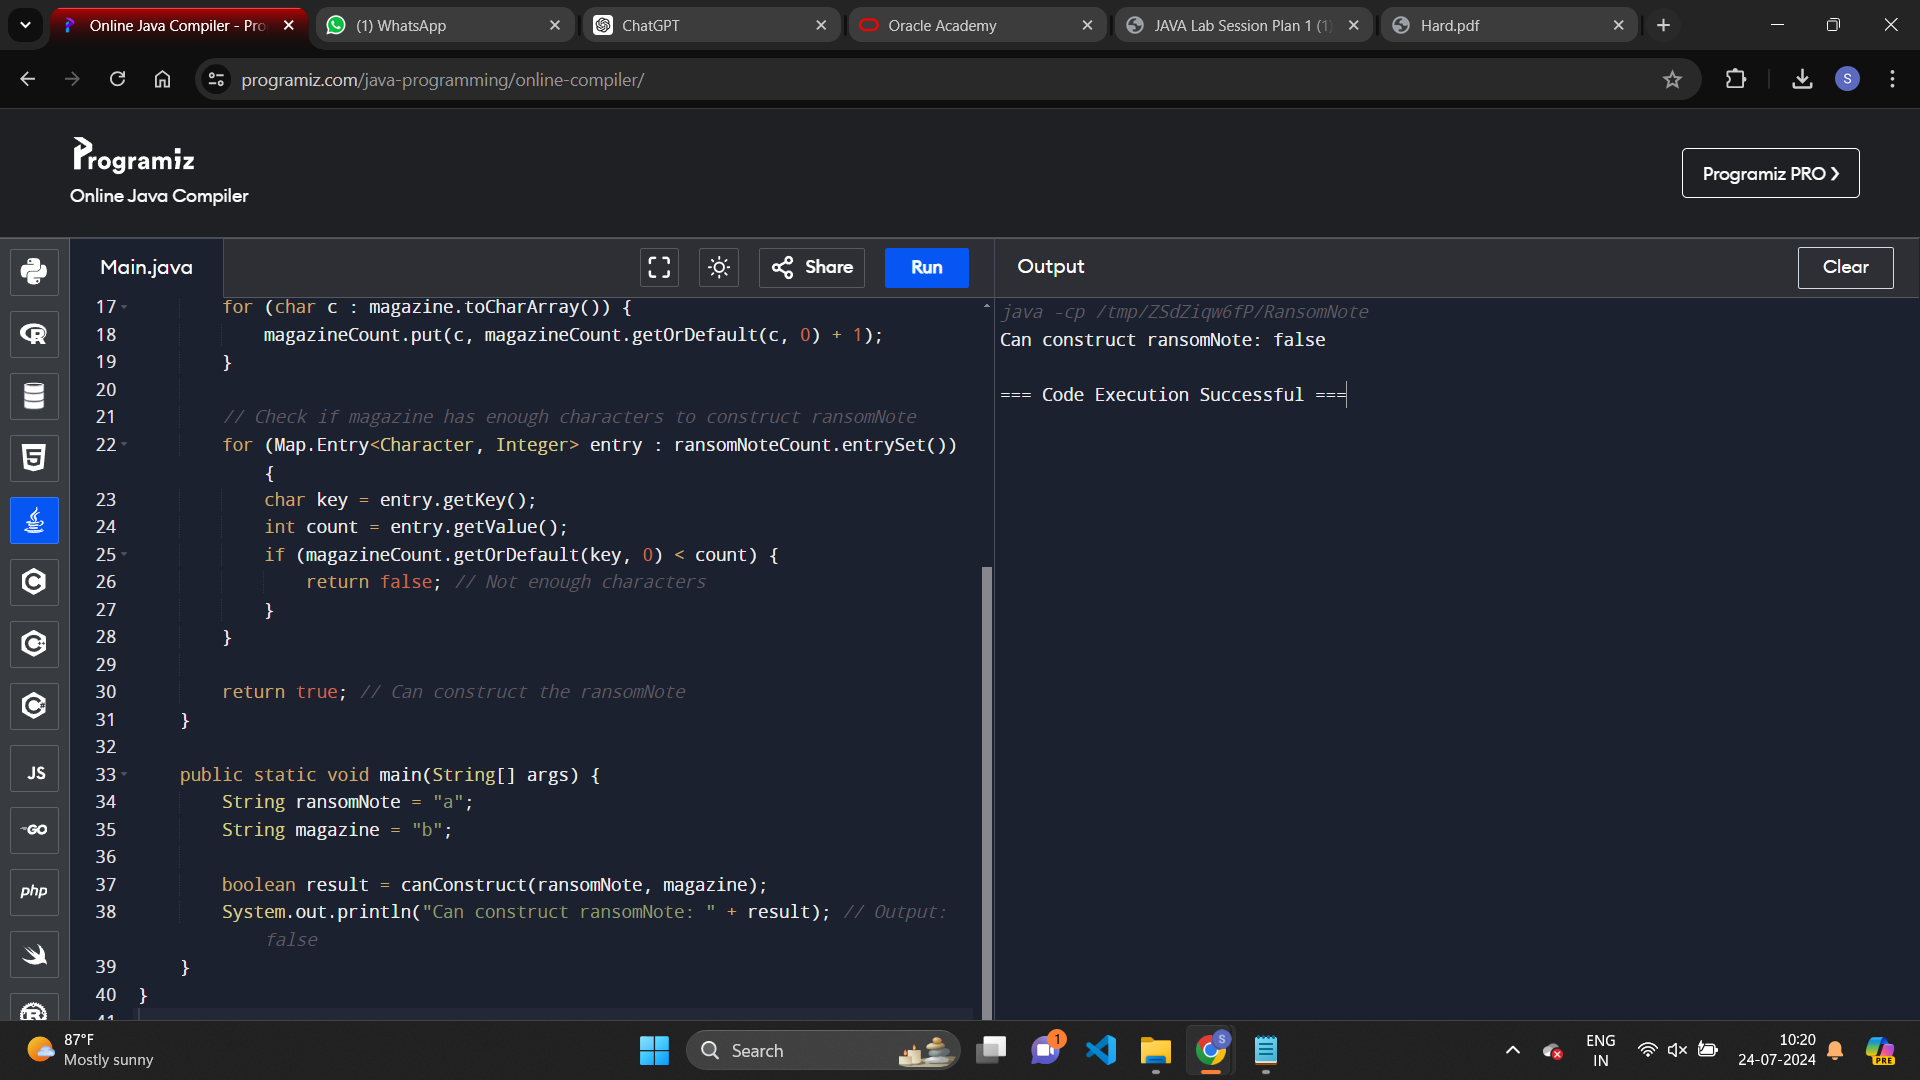 Online Java Compiler - Pro
(1) WhatsApp
ChatGPT
Oracle Academy
JAVA Lab Session Plan 1 (1)
Hard.pdf
programiz.com/java-programming/online-compiler/
S
Programiz
Online Java Compiler
Programiz PRO
Main.java
Share
Run
Output
Clear
17 for (char c : magazine.toCharArray()) {
18 magazineCount.put(c, magazineCount.getOrDefault(c, 0) + 1);
19 }
20
21 // Check if magazine has enough characters to construct ransomNote
22 for (Map.Entry<Character, Integer> entry : ransomNoteCount.entrySet())
{
23 char key = entry.getKey();
24 int count = entry.getValue();
25 if (magazineCount.getOrDefault(key, 0) < count) {
26 return false; // Not enough characters
27 }
28 }
29
30 return true; // Can construct the ransomNote
31 }
32
33 public static void main(String[] args) {
34 String ransomNote = "a";
35 String magazine = "b";
36
37 boolean result = canConstruct(ransomNote, magazine);
38 System.out.println("Can construct ransomNote: " + result); // Output:
false
39 }
40 }
41
java -cp /tmp/ZSdZiqw6fP/RansomNote
Can construct ransomNote: false
=== Code Execution Successful ===
R
5
C
C
C
JS
GO
php
R
87°F
Mostly sunny
Search
1
S
ENG
IN
10:20
24-07-2024
PRE